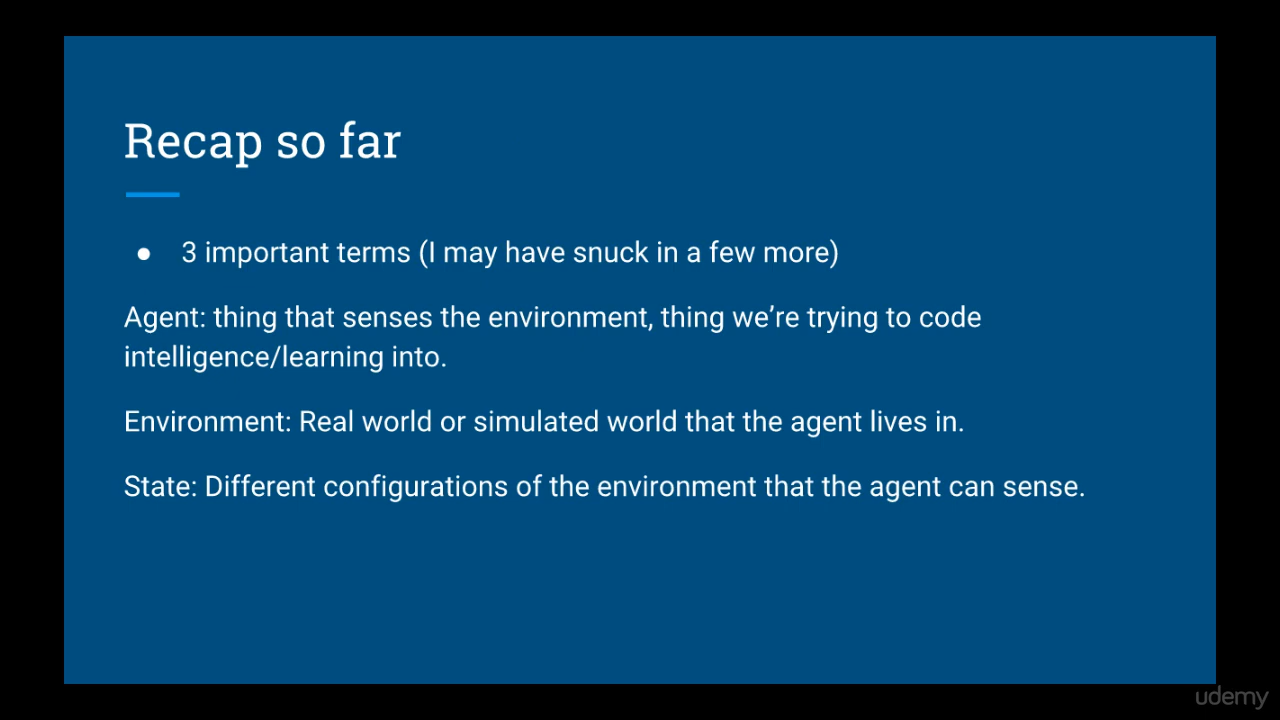 Recap so far
● 3 important terms (I may have snuck in a few more)
Agent: thing that senses the environment, thing we’re trying to code
intelligence/learning into.
Environment: Real world or simulated world that the agent lives in.
State: Different configurations of the environment that the agent can sense.
udemy